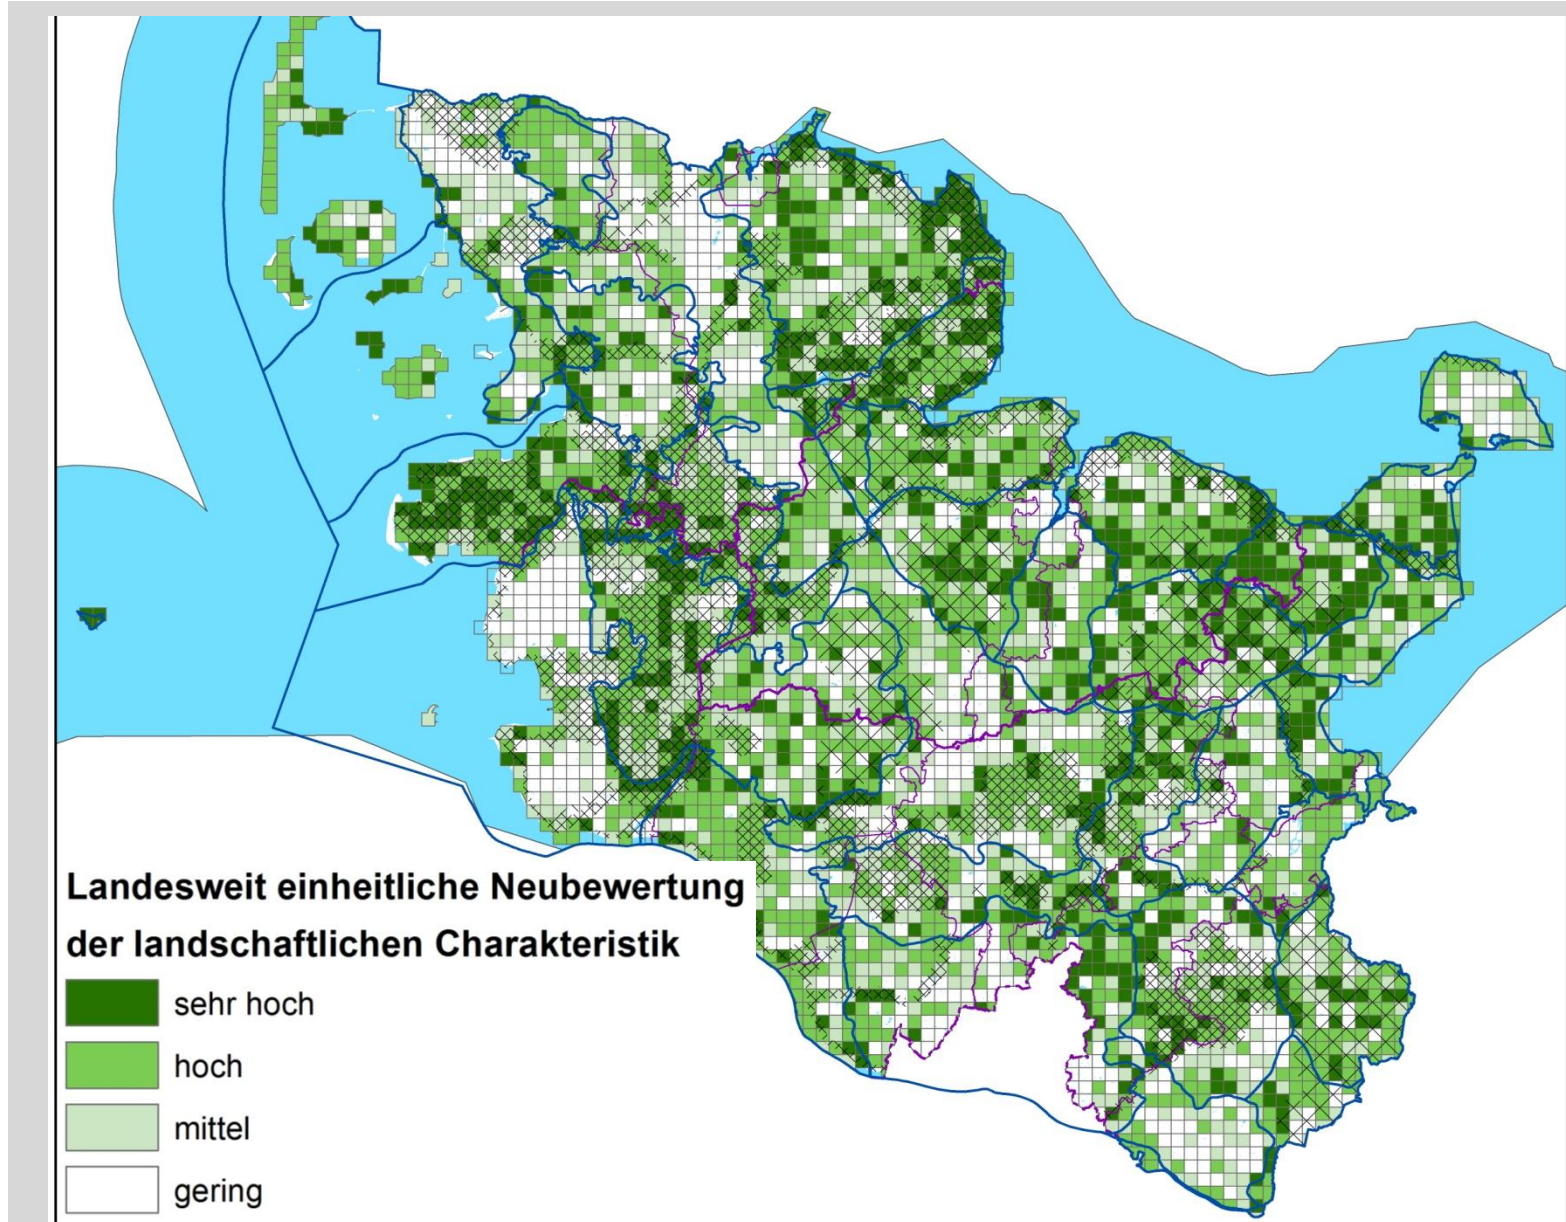 Landesweit einheitliche Neubewertung
der landschaftlichen Charakteristik
sehr hoch
hoch
mittel
gering